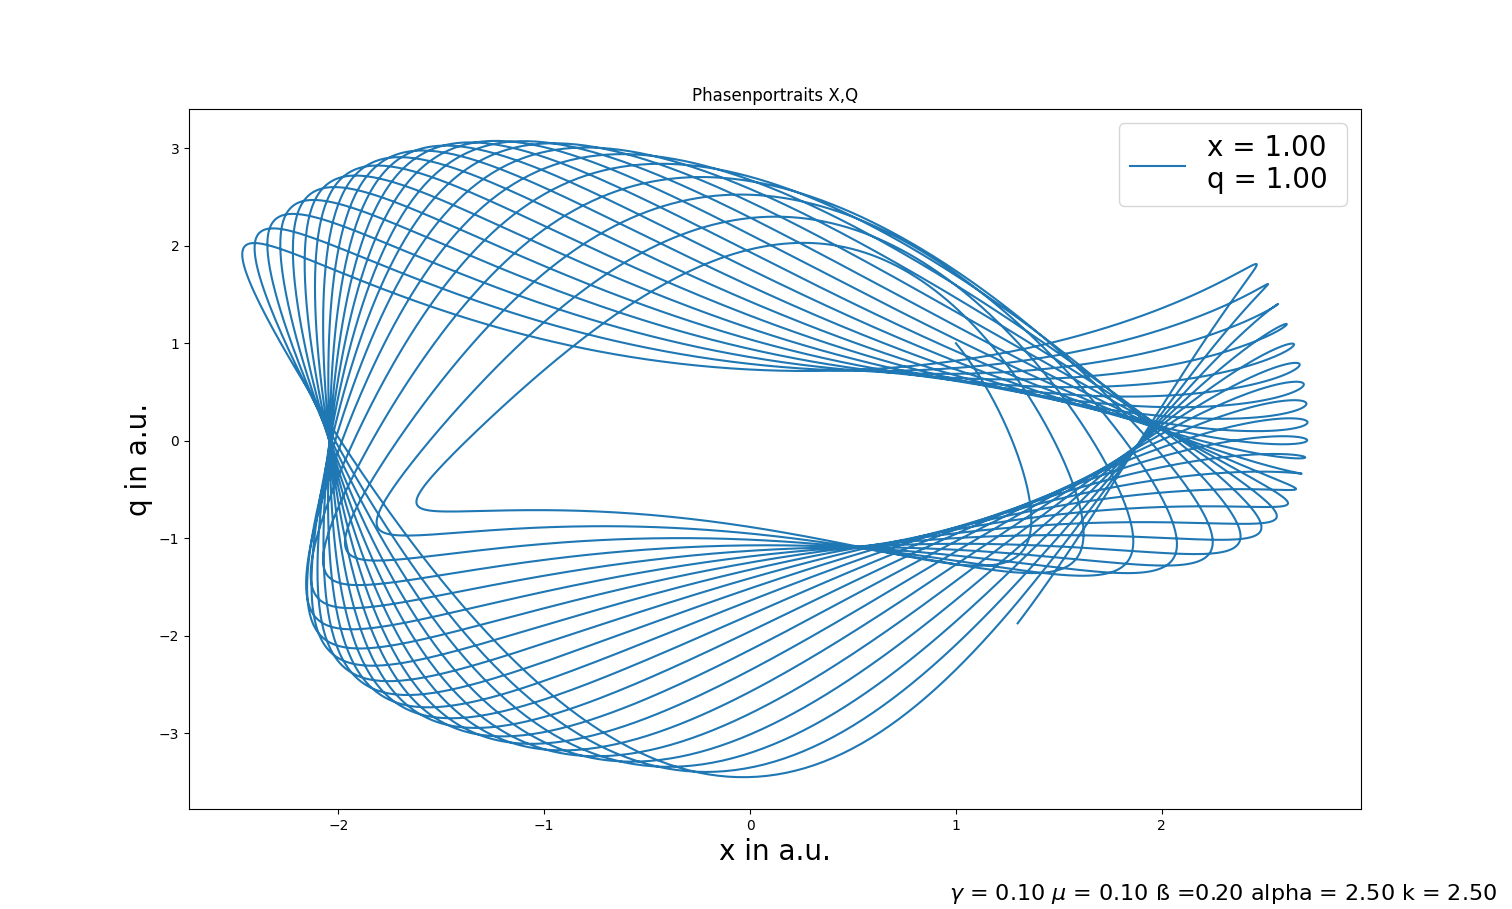 Phasenportraits X,Q
x = 1.00
q = 1.00
3
2
1
0
−1
−2
−3
q in a.u.
−2
−1
0
1
2
x in a.u.
γ = 0.10 μ = 0.10 ß =0.20 alpha = 2.50 k = 2.50